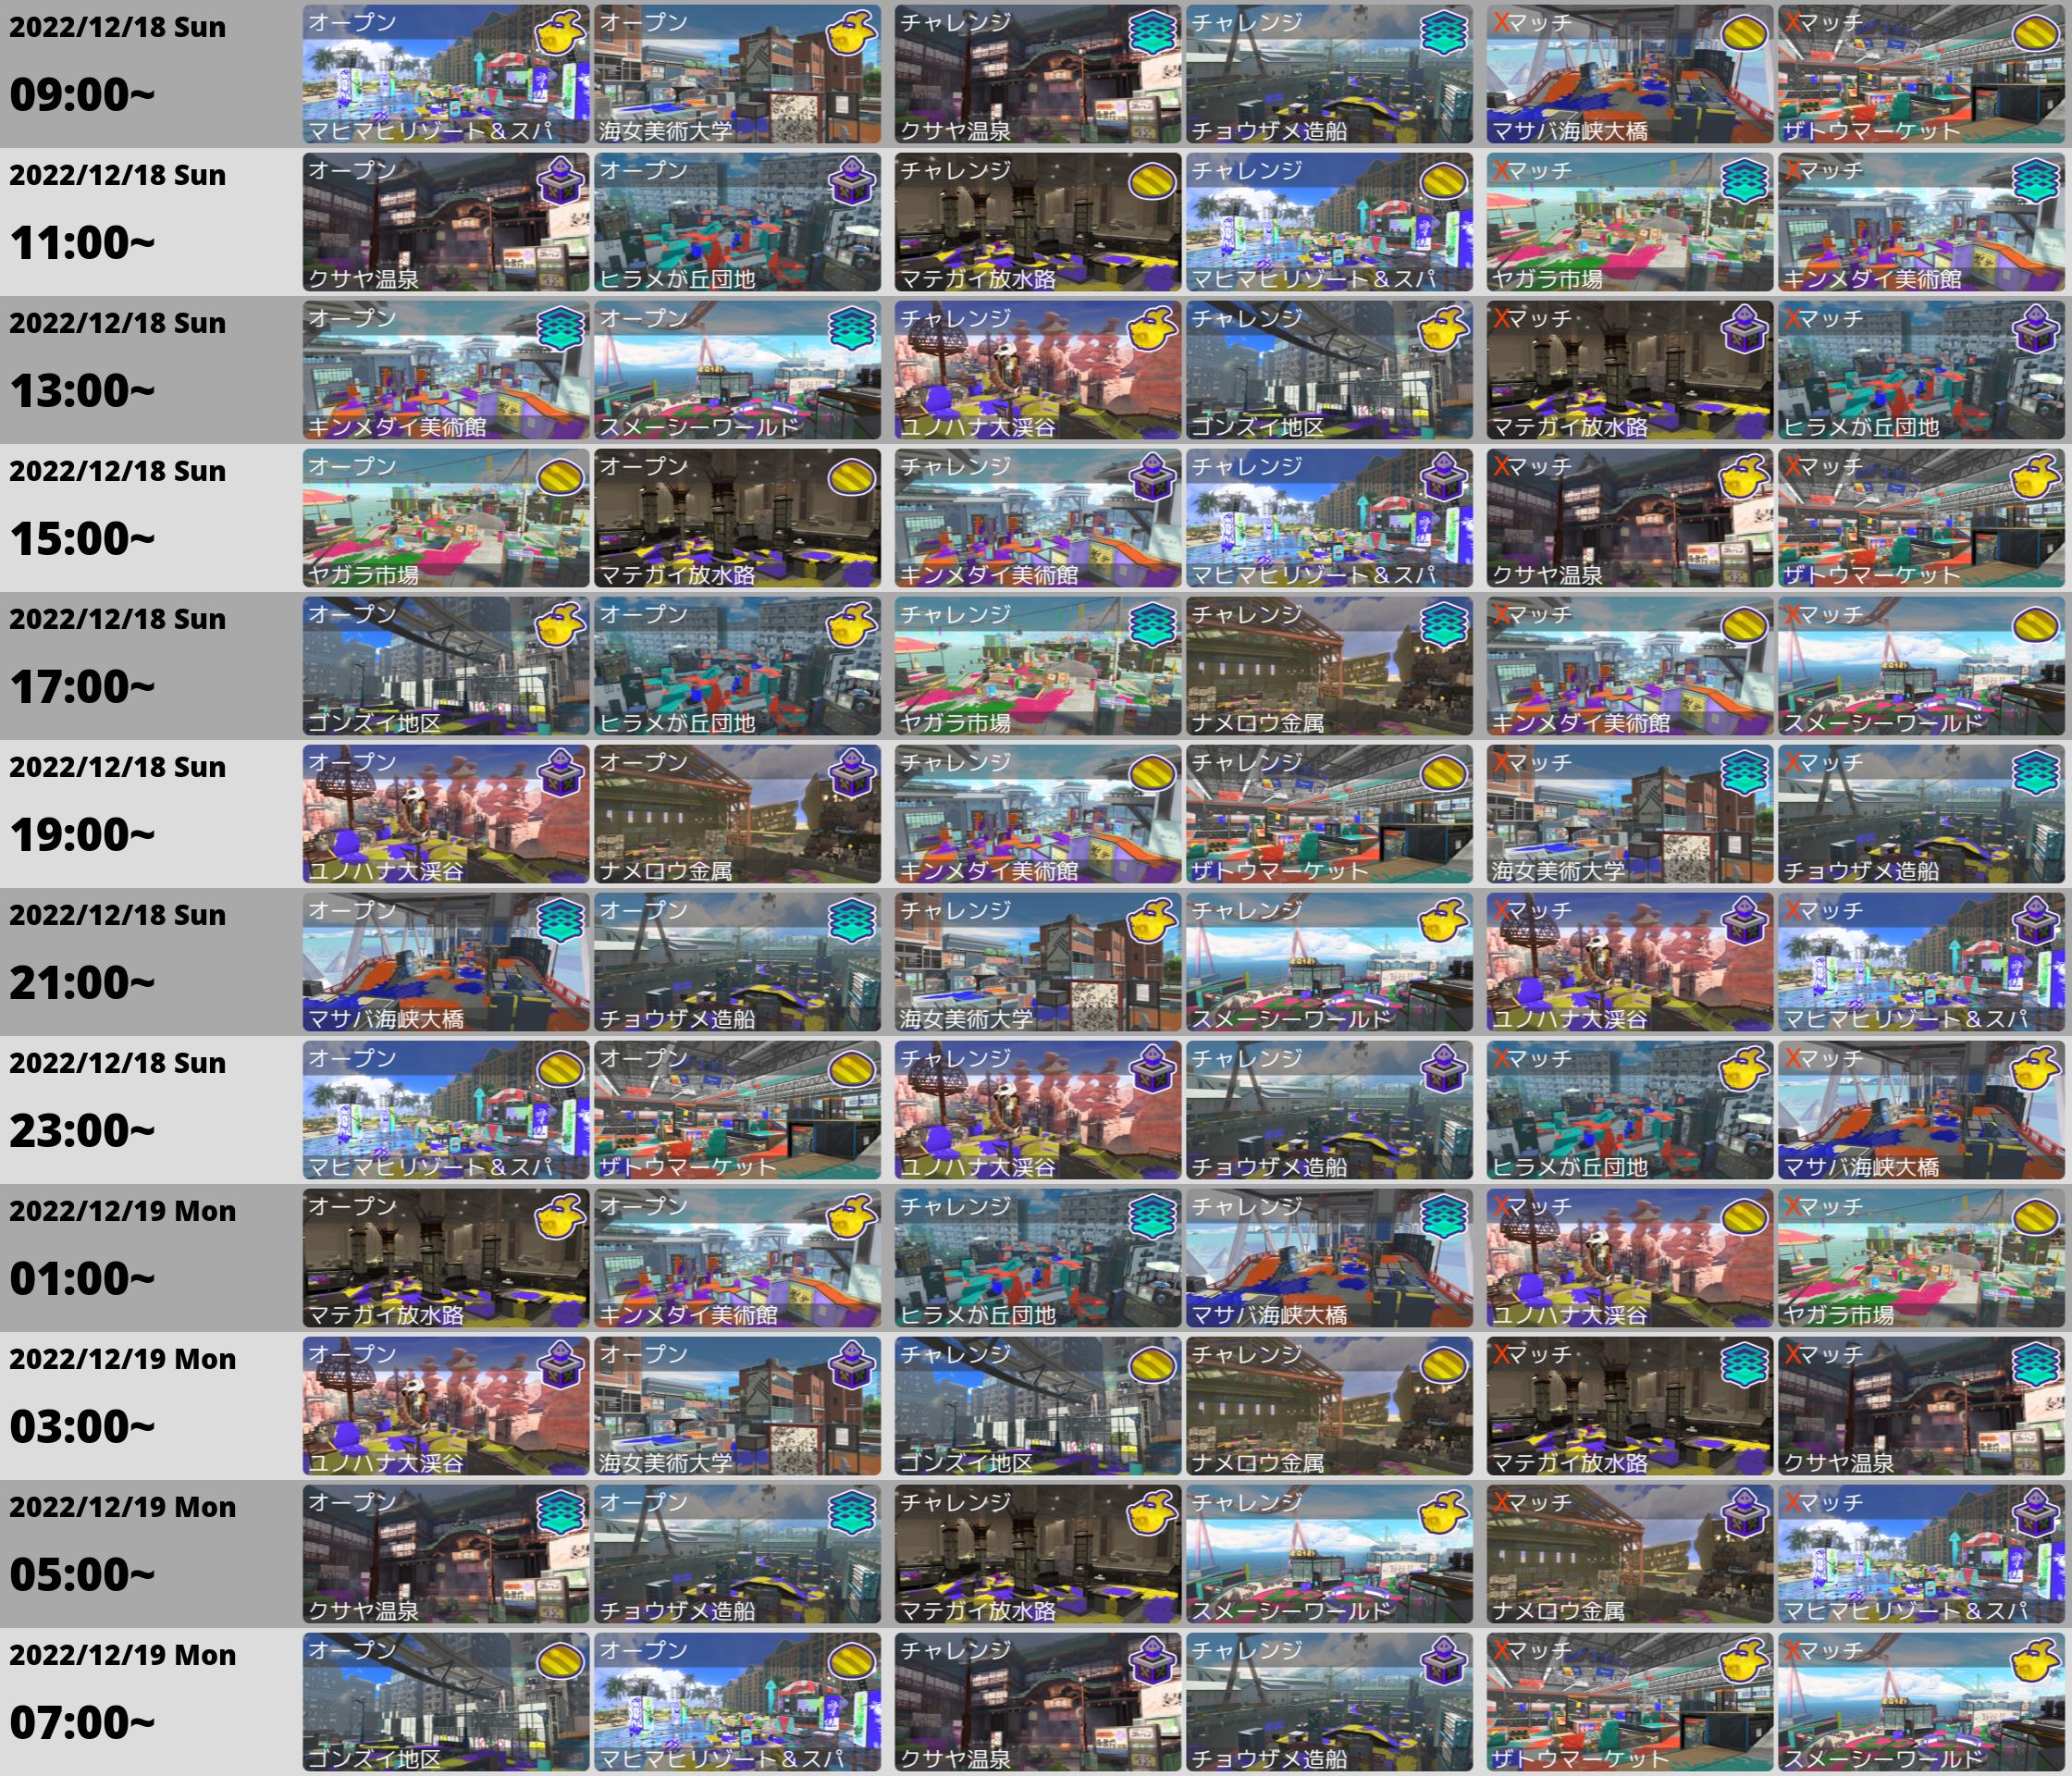 2022/12/18 Sun
09:00~
オープン
マヒマヒリゾート＆スパ
オープン
海女美術大学
チャレンジ
クサヤ温泉
チャレンジ
チョウザメ造船
Xマッチ
マサバ海峡大橋
Xマッチ
ザトウマーケット
2022/12/18 Sun
11:00~
オープン
クサヤ温泉
オープン
ヒラメが丘団地
チャレンジ
マテガイ放水路
チャレンジ
マヒマヒリゾート＆スパ
Xマッチ
ヤガラ市場
Xマッチ
キンメダイ美術館
2022/12/18 Sun
13:00~
オープン
キンメダイ美術館
オープン
スメーシーワールド
チャレンジ
ユノハナ大渓谷
チャレンジ
ゴンズイ地区
Xマッチ
マテガイ放水路
Xマッチ
ヒラメが丘団地
2022/12/18 Sun
15:00~
オープン
ヤガラ市場
オープン
マテガイ放水路
チャレンジ
キンメダイ美術館
チャレンジ
マヒマヒリゾート＆スパ
Xマッチ
クサヤ温泉
Xマッチ
ザトウマーケット
2022/12/18 Sun
17:00~
オープン
ゴンズイ地区
オープン
ヒラメが丘団地
チャレンジ
ヤガラ市場
チャレンジ
ナメロウ金属
Xマッチ
キンメダイ美術館
Xマッチ
スメーシーワールド
2022/12/18 Sun
19:00~
オープン
ユノハナ大渓谷
オープン
ナメロウ金属
チャレンジ
キンメダイ美術館
チャレンジ
ザトウマーケット
Xマッチ
海女美術大学
Xマッチ
チョウザメ造船
2022/12/18 Sun
21:00~
オープン
マサバ海峡大橋
オープン
チョウザメ造船
チャレンジ
海女美術大学
チャレンジ
スメーシーワールド
Xマッチ
ユノハナ大渓谷
Xマッチ
マヒマヒリゾート＆スパ
2022/12/18 Sun
23:00~
オープン
マヒマヒリゾート＆スパ
オープン
ザトウマーケット
チャレンジ
ユノハナ大渓谷
チャレンジ
チョウザメ造船
Xマッチ
ヒラメが丘団地
Xマッチ
マサバ海峡大橋
2022/12/19 Mon
01:00~
オープン
マテガイ放水路
オープン
キンメダイ美術館
チャレンジ
ヒラメが丘団地
チャレンジ
マサバ海峡大橋
Xマッチ
ユノハナ大渓谷
Xマッチ
ヤガラ市場
2022/12/19 Mon
03:00~
オープン
ユノハナ大渓谷
オープン
海女美術大学
チャレンジ
ゴンズイ地区
チャレンジ
ナメロウ金属
Xマッチ
マテガイ放水路
Xマッチ
クサヤ温泉
2022/12/19 Mon
05:00~
オープン
クサヤ温泉
オープン
チョウザメ造船
チャレンジ
マテガイ放水路
チャレンジ
スメーシーワールド
Xマッチ
ナメロウ金属
Xマッチ
マヒマヒリゾート＆スパ
2022/12/19 Mon
07:00~
オープン
ゴンズイ地区
オープン
マヒマヒリゾート＆スパ
チャレンジ
クサヤ温泉
チャレンジ
チョウザメ造船
Xマッチ
ザトウマーケット
Xマッチ
スメーシーワールド